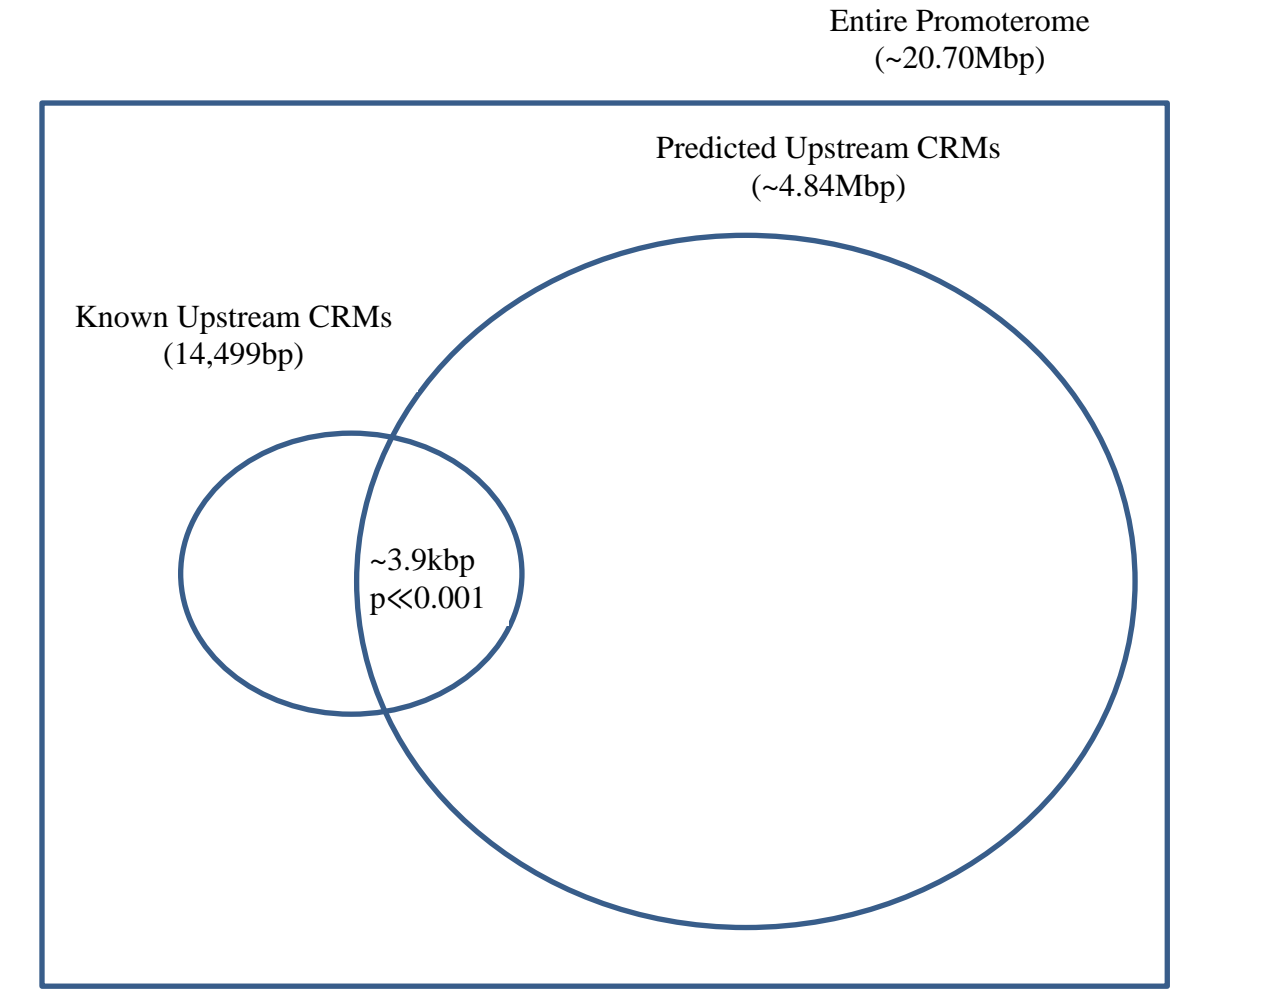 Entire Promoterome
(~20.70Mbp)
Predicted Upstream CRMs
(~4.84Mbp)
Known Upstream CRMs
(14,499bp)
~3.9kbp
p≪0.001